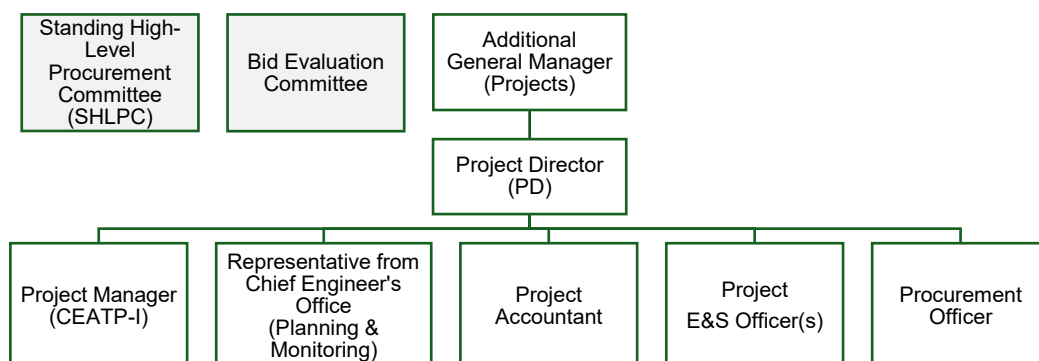 Standing High-
Level
Procurement
Committee
(SHLPC)
Bid Evaluation
Committee
Additional
General Manager
(Projects)
Project Director
(PD)
Project Manager
(CEATP-I)
Representative from
Chief Engineer's
Office
(Planning &
Monitoring)
Project
Accountant
Project
E&S Officer(s)
Procurement
Officer